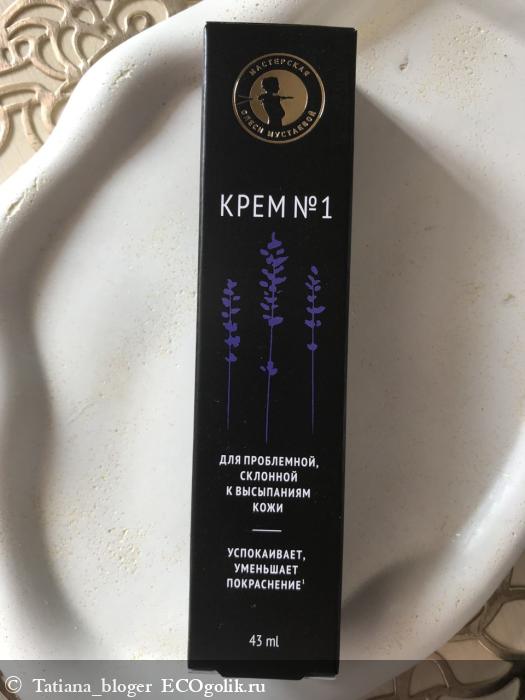 МАСТЕРСКАЯ
ОЛЕСИ МУСТАЕВОЙ
КРЕМ №1
ДЛЯ ПРОБЛЕМНОЙ,
СКЛОННОЙ
К ВЫСЫПАНИЯМ
КОЖИ
УСПОКАИВАЕТ,
УМЕНЬШАЕТ
ПОКРАСНЕНИЕ¹
43 ml
© Tatiana_bloger ECOgolik.ru